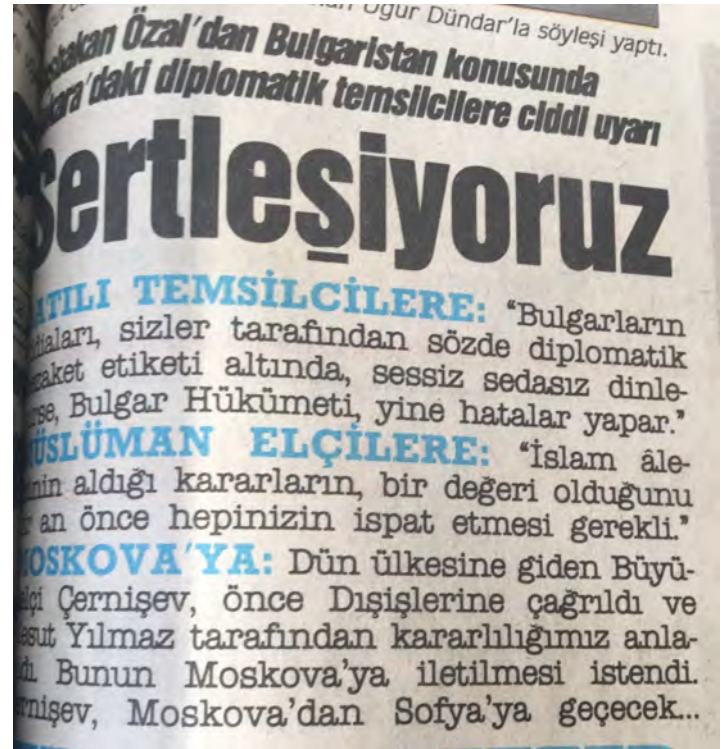 Uğur Dündar'la söyleşi yaptı.
Özal'dan Bulgaristan konusunda
diplomatik temsilcilere ciddi uyarı
Sertleşiyoruz
TEMSİLCİLERE: “Bulgarların
sizler tarafından sözde diplomatik
etiketi altında, sessiz sedasız dinle-
Bulgar Hükümeti, yine hatalar yapar.”
ELÇİLERE: “İslam âle-
aldığı kararların, bir değeri olduğunu
an önce hepinizin ispat etmesi gerekli.”
MOSKOVA'YA: Dün ülkesine giden Büyü-
Çernişev, önce Dışişlerine çağrıldı ve
Yılmaz tarafından kararlılığımız anla-
Bunun Moskova'ya iletilmesi istendi.
Moskova'dan Sofya'ya geçecek...